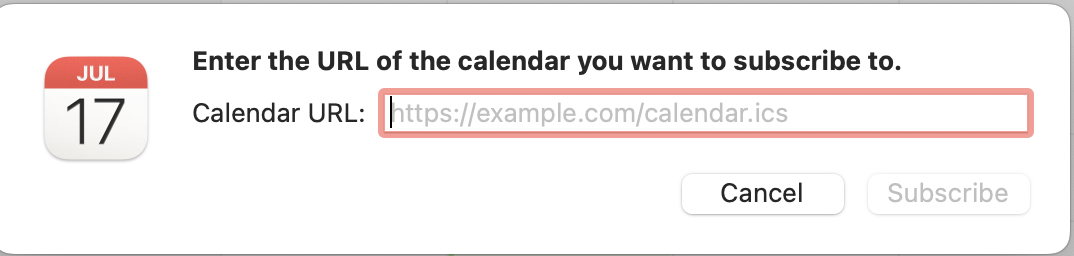 JUL
17
Enter the URL of the calendar you want to subscribe to.
Calendar URL: https://example.com/calendar.ics
Cancel Subscribe